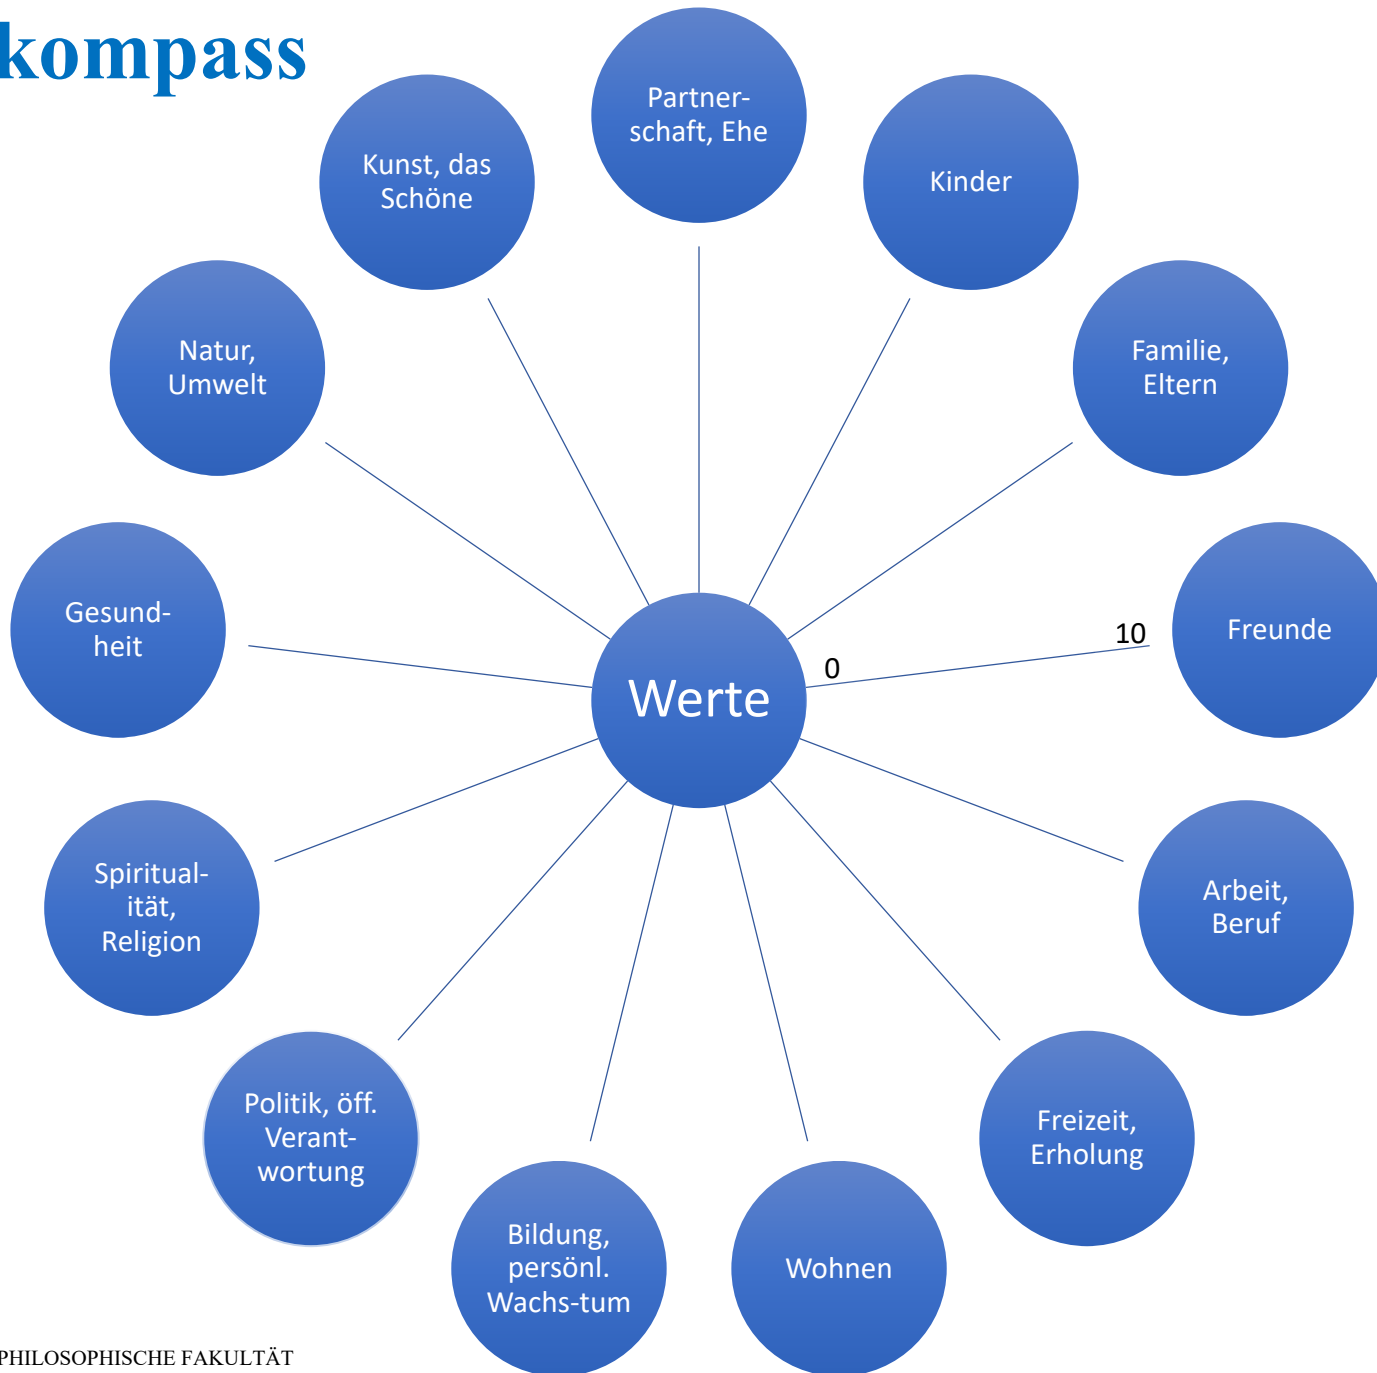 kompass
Partner-
schaft, Ehe
Kinder
Familie,
Eltern
Freunde
Arbeit,
Beruf
Freizeit,
Erholung
Wohnen
Bildung,
persönl.
Wachs-tum
Politik, öff.
Verant-
wortung
Spiritual-
ität,
Religion
Gesund-
heit
Natur,
Umwelt
Kunst, das
Schöne
Werte
0
10
PHILOSOPHISCHE FAKULTÄT